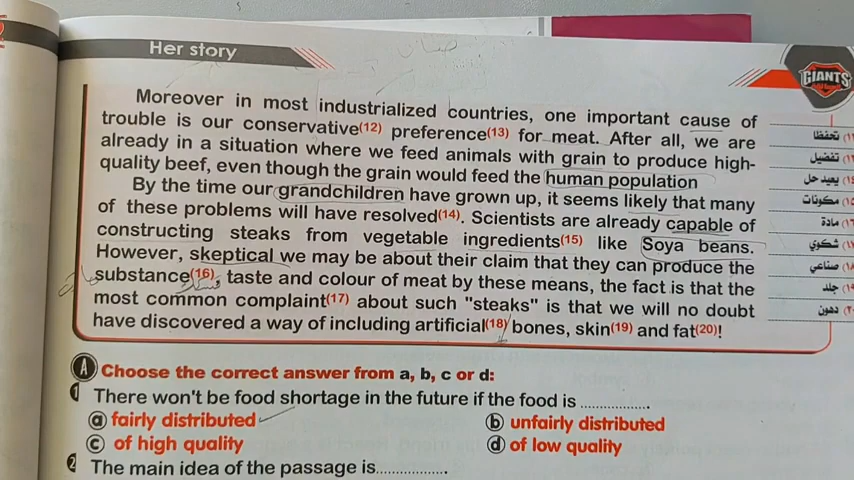 Her story
GIANTS
Moreover in most industrialized countries, one important cause of
trouble is our conservative(12) preference(13) for meat. After all, we are
already in a situation where we feed animals with grain to produce high-
quality beef, even though the grain would feed the human population
By the time our grandchildren have grown up, it seems likely that many
of these problems will have resolved(14). Scientists are already capable of
constructing steaks from vegetable ingredients(15) like Soya beans.
However, skeptical we may be about their claim that they can produce the
substance(16), taste and colour of meat by these means, the fact is that the
most common complaint(17) about such "steaks" is that we will no doubt
have discovered a way of including artificial(18) bones, skin(19) and fat(20)!
تحفظا
تفضيل
يعيد حل
مكونات
مادة
شكوي
صناعي
جلد
دهون
A Choose the correct answer from a, b, c or d:
1 There won't be food shortage in the future if the food is ................
a fairly distributed
b unfairly distributed
c of high quality
d of low quality
2 The main idea of the passage is.................